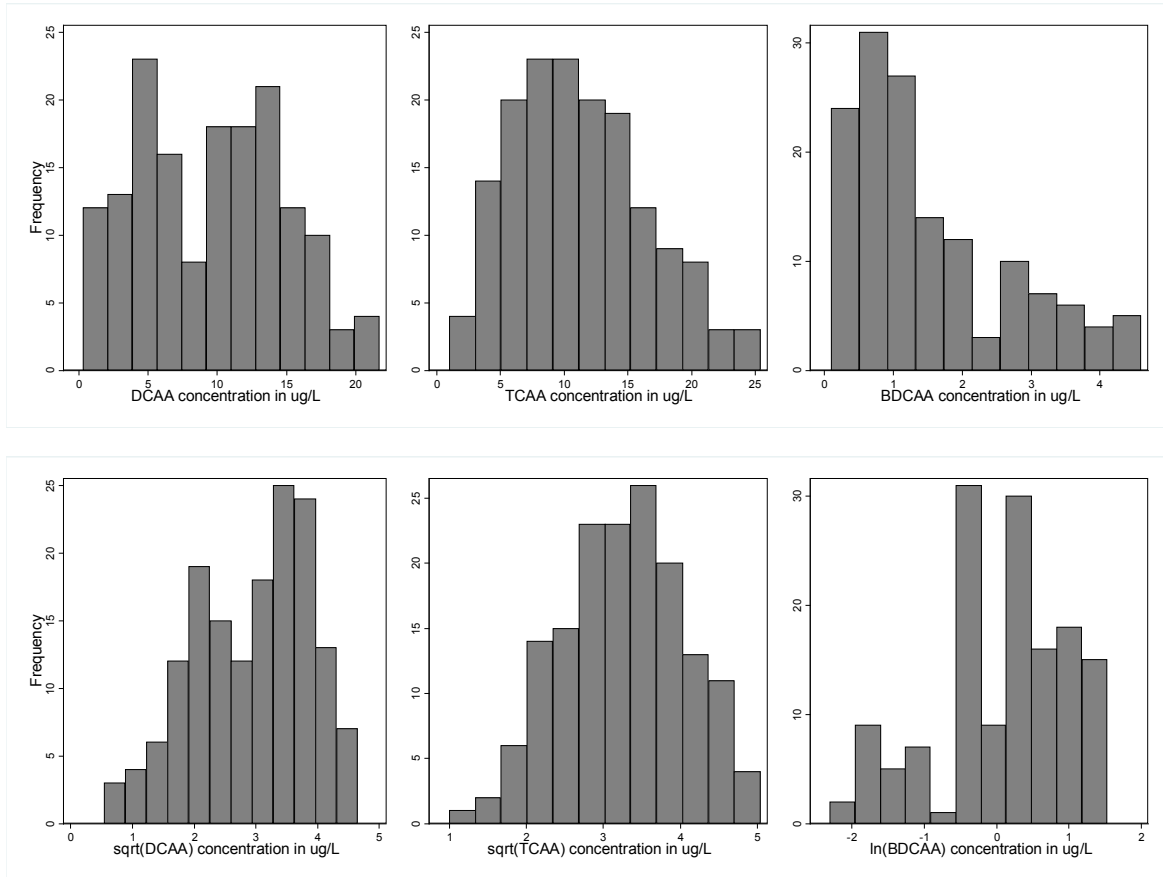 Frequency
25
20
15
10
5
0
0 5 10 15 20
DCAA concentration in ug/L
25
20
15
10
5
0
0 5 10 15 20 25
TCAA concentration in ug/L
30
20
10
0
0 1 2 3 4
BDCAA concentration in ug/L
Frequency
25
20
15
10
5
0
0 1 2 3 4 5
sqrt(DCAA) concentration in ug/L
25
20
15
10
5
0
1 2 3 4 5
sqrt(TCAA) concentration in ug/L
30
20
10
0
-2 -1 0 1 2
ln(BDCAA) concentration in ug/L